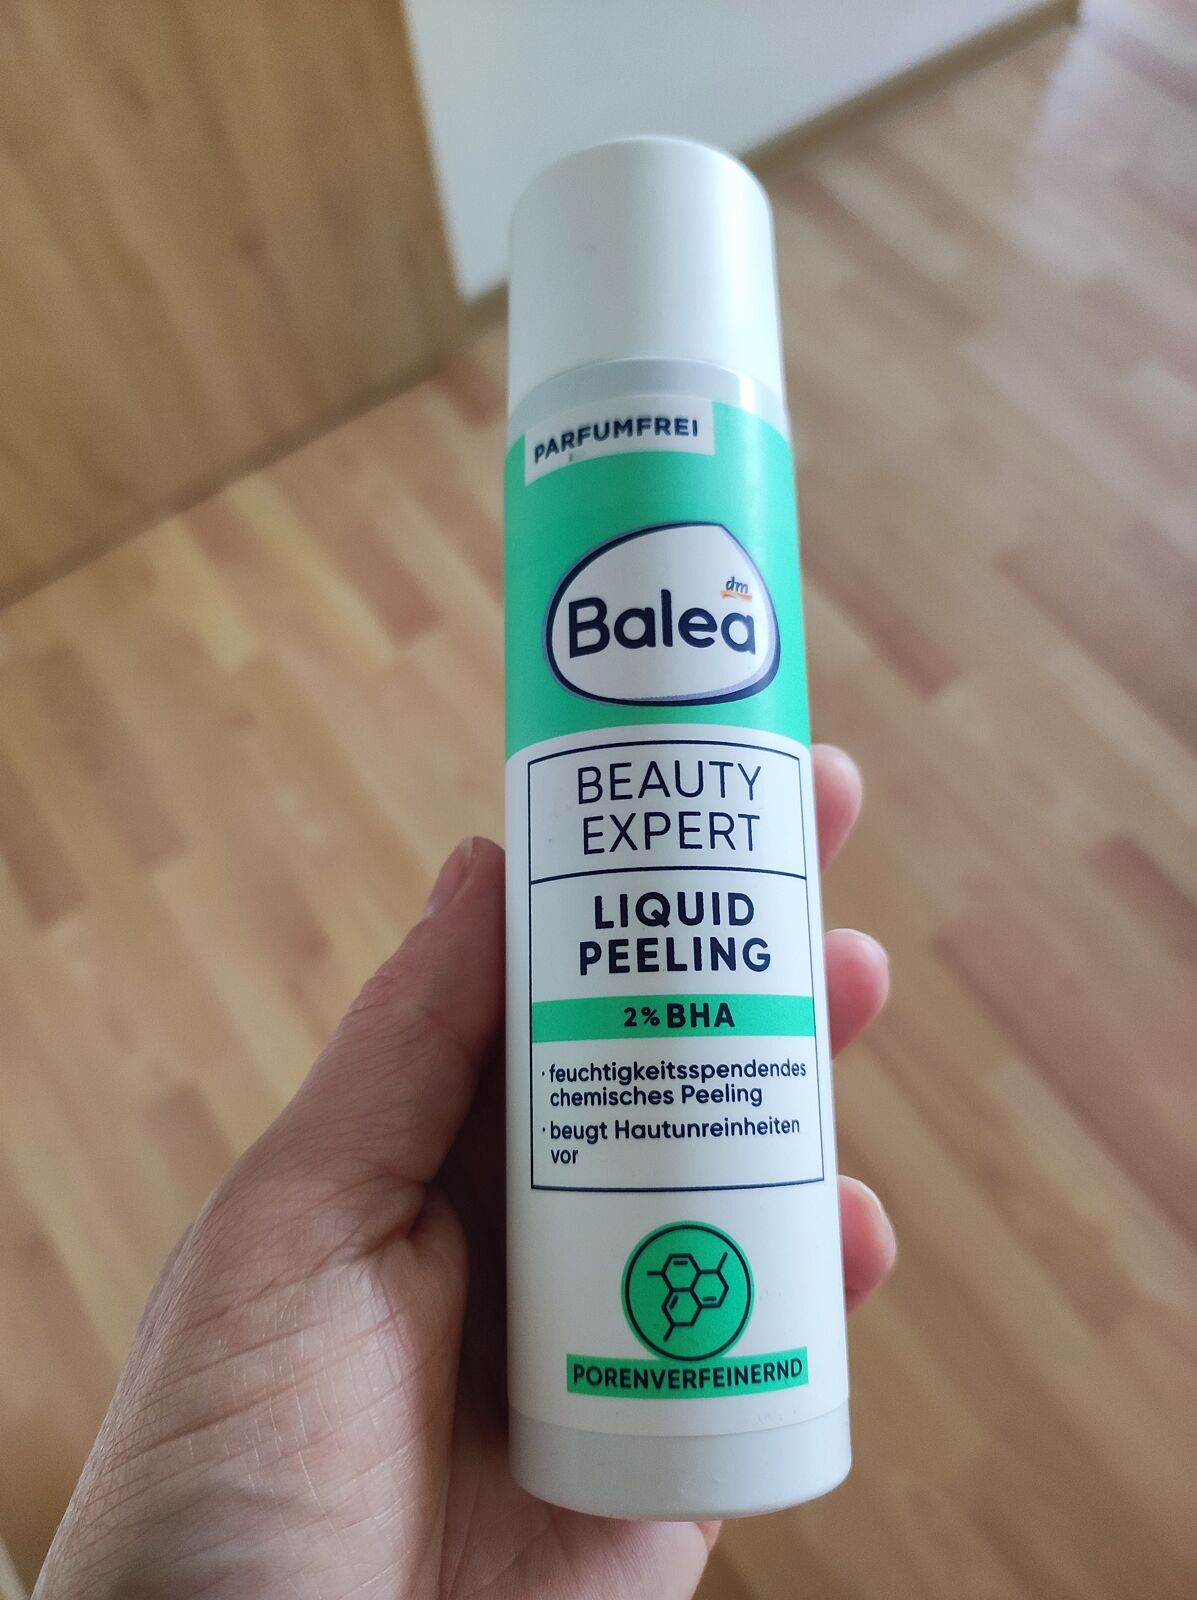 PARFUMFREI
dm
Balea
BEAUTY
EXPERT
LIQUID
PEELING
2% BHA
· feuchtigkeitsspendendes
chemisches Peeling
· beugt Hautunreinheiten
vor
PORENVERFEINERND